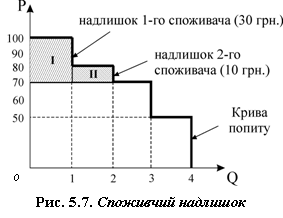 P
надлишок 1-го споживача (30 грн.)
надлишок 2-го
споживача (10 грн.)
100
90
80
70
60
50
I
II
Крива
попиту
0
1
2
3
4
Q
Рис. 5.7. Споживчий надлишок